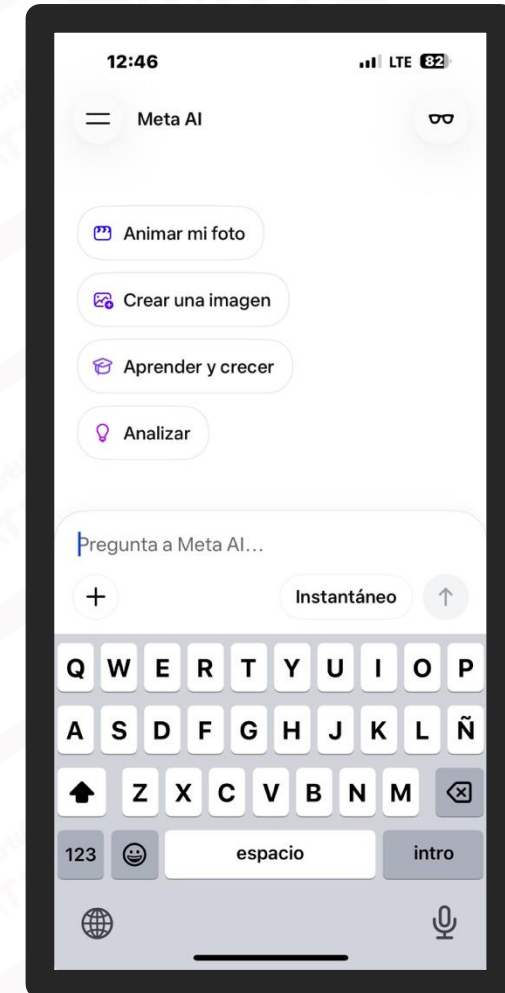 12:46 LTE 82
Meta AI
Animar mi foto
Crear una imagen
Aprender y crecer
Analizar
Pregunta a Meta AI...
Instantáneo
Q W E R T Y U I O P
A S D F G H J K L Ñ
Z X C V B N M
123 espacio intro